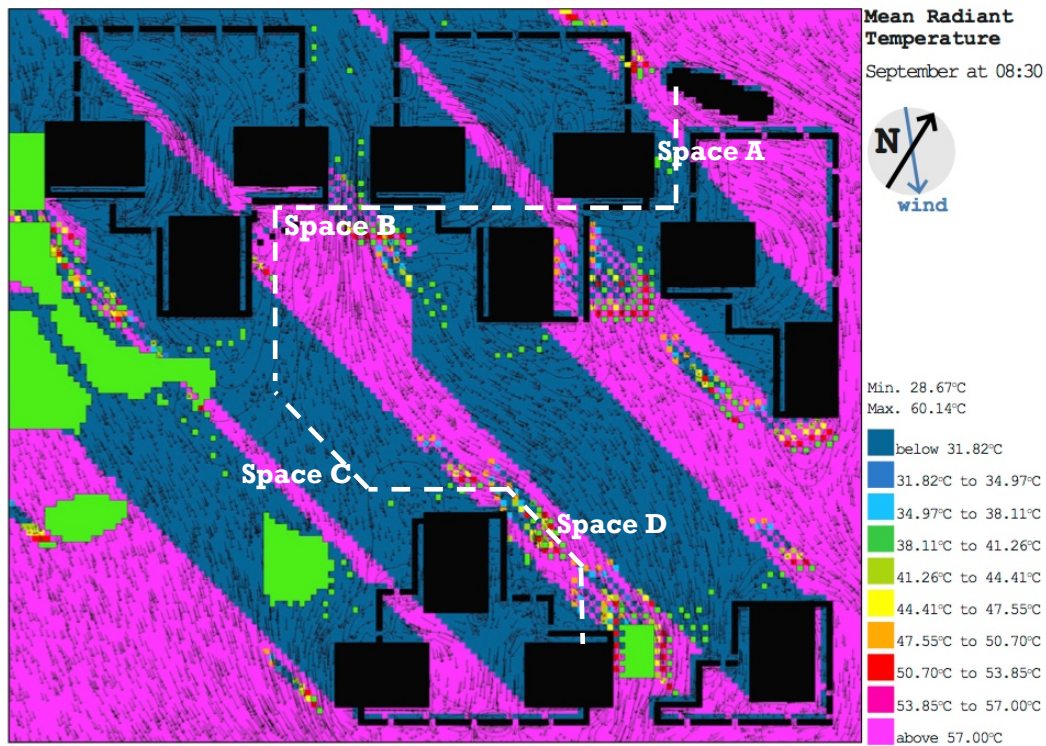 Mean Radiant
Temperature
September at 08:30
N
wind
Space A
Space B
Space C
Space D
Min. 28.67°C
Max. 60.14°C
below 31.82°C
31.82°C to 34.97°C
34.97°C to 38.11°C
38.11°C to 41.26°C
41.26°C to 44.41°C
44.41°C to 47.55°C
47.55°C to 50.70°C
50.70°C to 53.85°C
53.85°C to 57.00°C
above 57.00°C